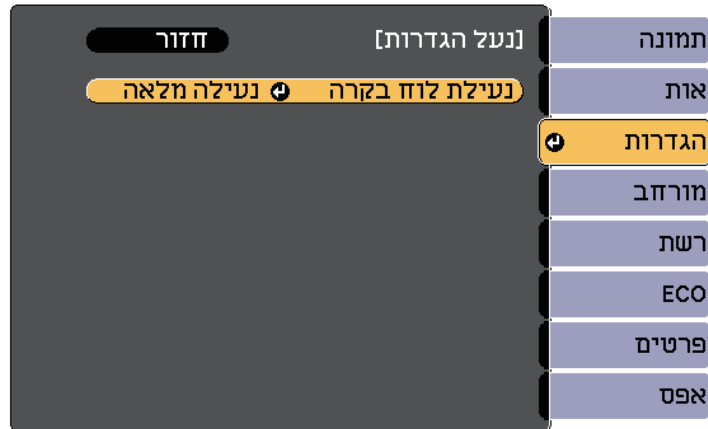 תמונה
אות
הגדרות
מורחב
רשת
ECO
פרטים
אפס
[נעל הגדרות] חזור
נעילת לוח בקרה נעילה מלאה